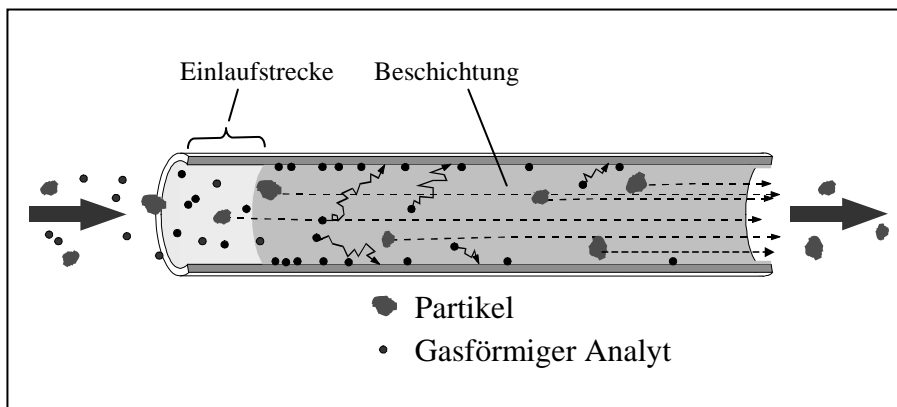 Einlaufstrecke
Beschichtung
Partikel
Gasförmiger Analyt